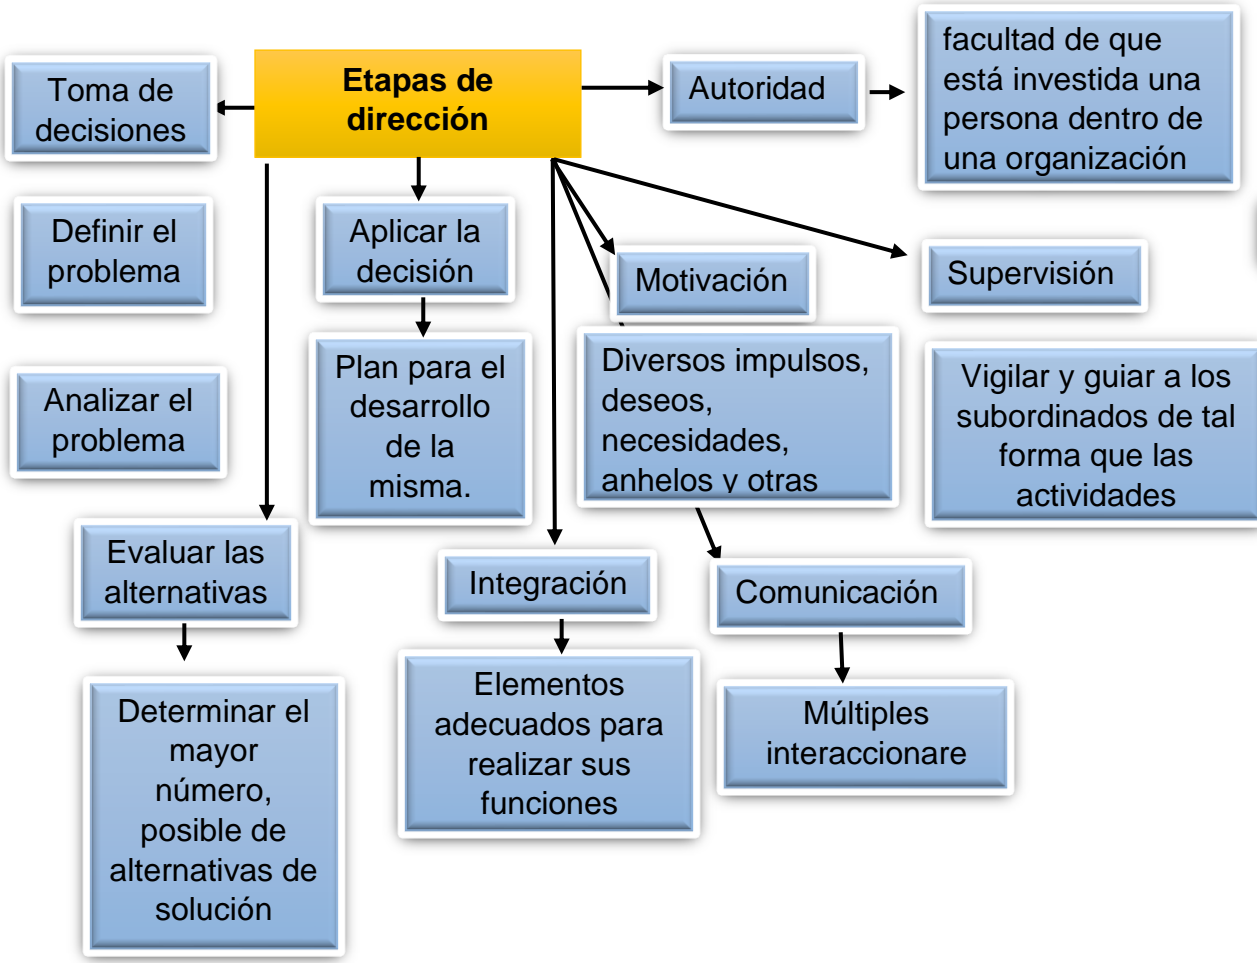 Etapas de
dirección
Toma de
decisiones
Definir el
problema
Analizar el
problema
Evaluar las
alternativas
Determinar el
mayor
número,
posible de
alternativas de
solución
Aplicar la
decisión
Plan para el
desarrollo
de la
misma.
Integración
Elementos
adecuados para
realizar sus
funciones
Motivación
Diversos impulsos,
deseos,
necesidades,
anhelos y otras
Comunicación
Múltiples
interaccionare
Autoridad
facultad de que
está investida una
persona dentro de
una organización
Supervisión
Vigilar y guiar a los
subordinados de tal
forma que las
actividades